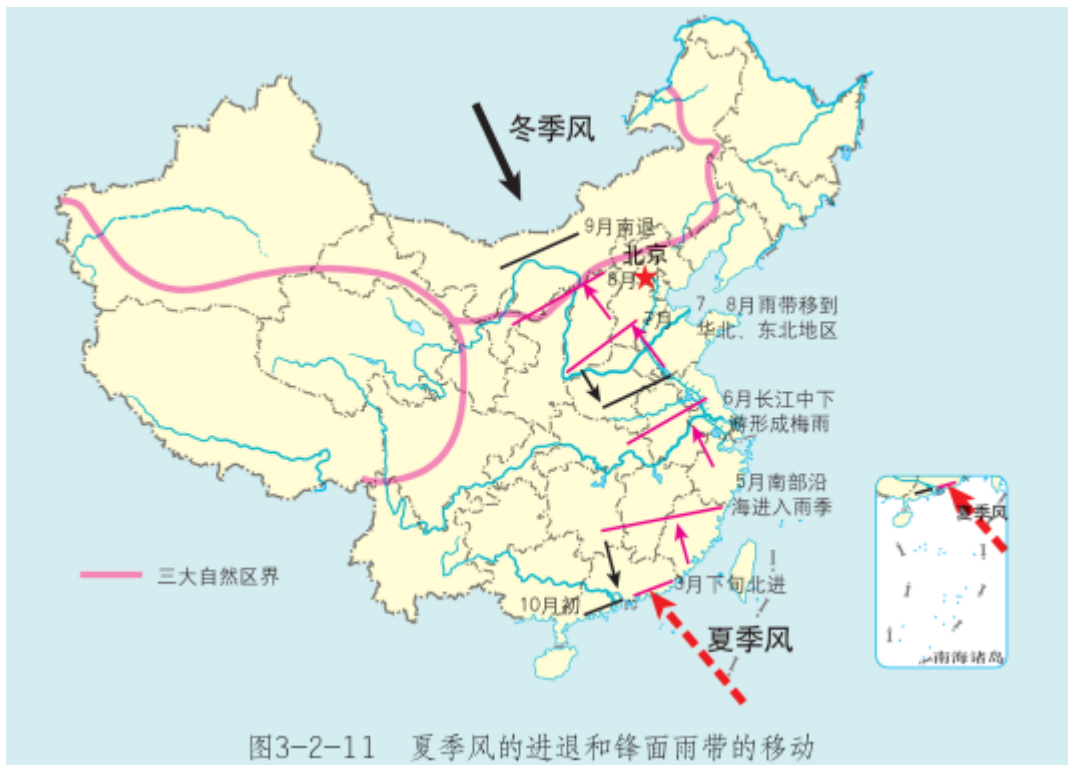 冬季风
9月南退
北京
8月
7月
7、8月雨带移到
华北、东北地区
6月长江中下
游形成梅雨
5月南部沿
海进入雨季
3月下旬北进
10月初
夏季风
三大自然区界
夏季风
南海诸岛
图3-2-11 夏季风的进退和锋面雨带的移动